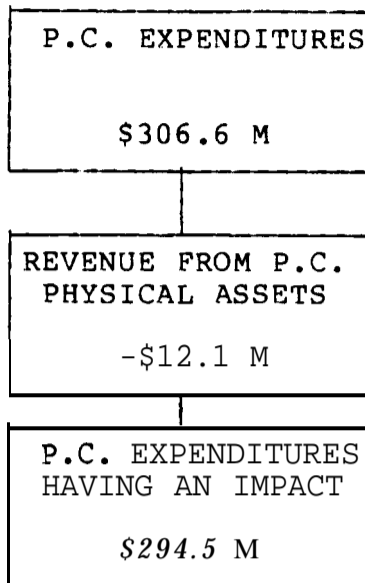 P.C. EXPENDITURES
$306.6 M
REVENUE FROM P.C.
PHYSICAL ASSETS
-$12.1 M
P.C. EXPENDITURES
HAVING AN IMPACT
$294.5 M